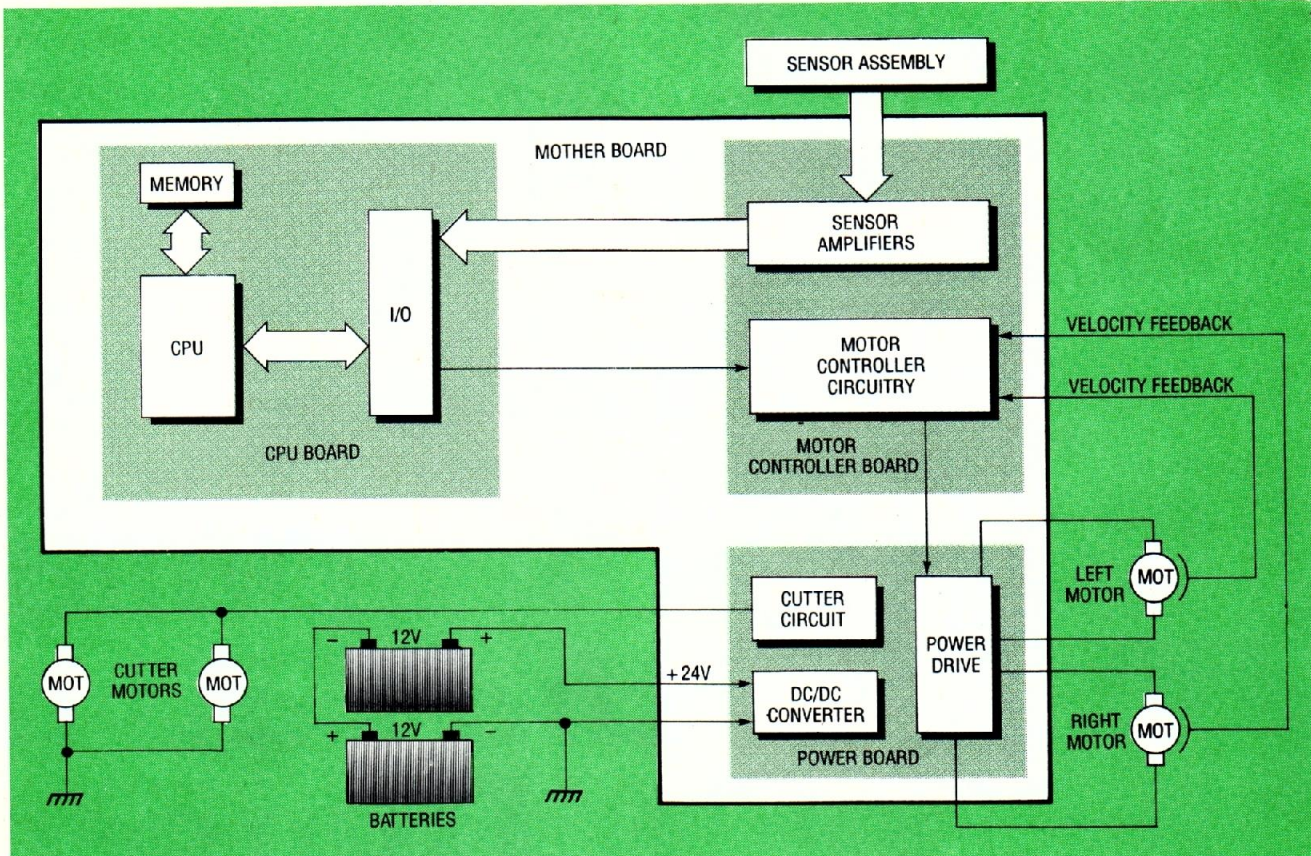 SENSOR ASSEMBLY
MOTHER BOARD
MEMORY
SENSOR
AMPLIFIERS
I/O
CPU
MOTOR
CONTROLLER
CIRCUITRY
VELOCITY FEEDBACK
VELOCITY FEEDBACK
CPU BOARD
MOTOR
CONTROLLER BOARD
LEFT
MOTOR
MOT
CUTTER
CIRCUIT
POWER
DRIVE
- 12V +
MOT
CUTTER
MOTORS
MOT
+24V
DC/DC
CONVERTER
+ 12V -
RIGHT
MOTOR
MOT
POWER BOARD
BATTERIES